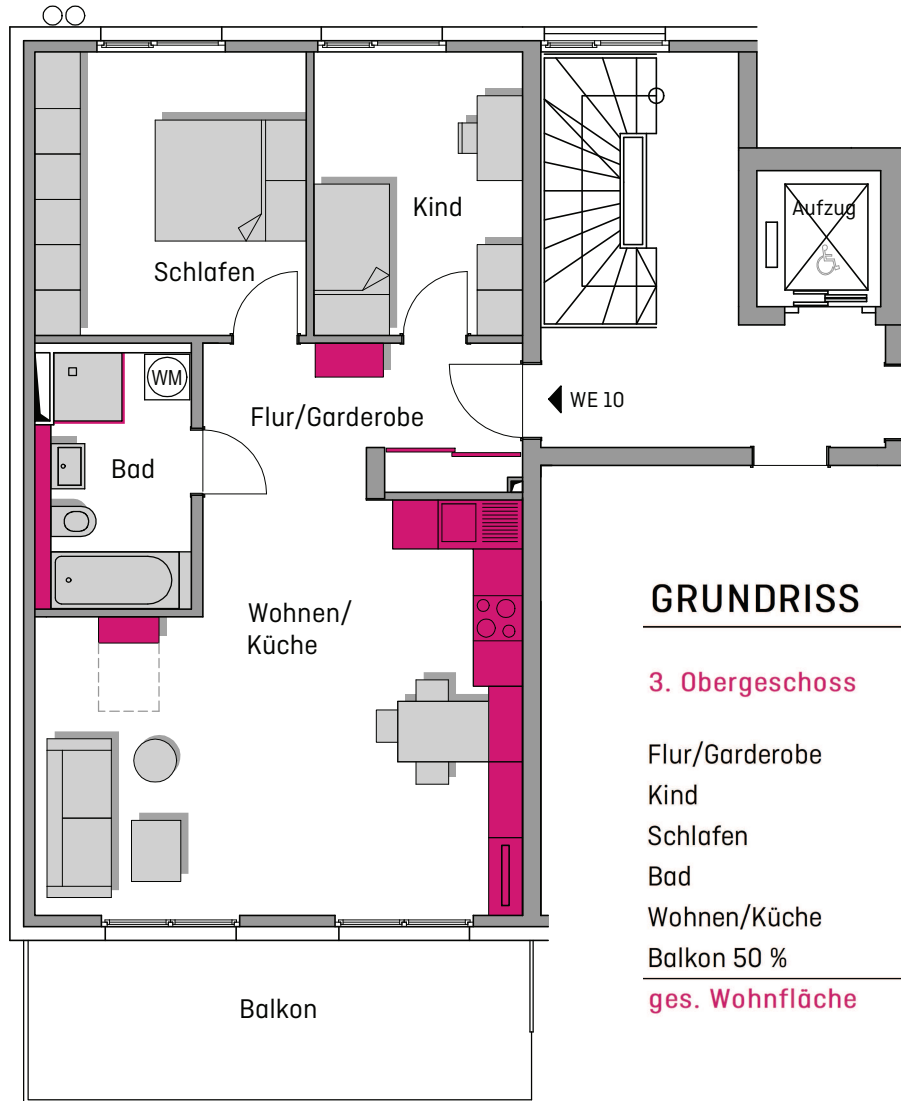 Aufzug
Kind
Schlafen
WM
WE 10
Flur/Garderobe
Bad
Wohnen/
Küche
Balkon
GRUNDRISS
3. Obergeschoss
Flur/Garderobe
Kind
Schlafen
Bad
Wohnen/Küche
Balkon 50 %
ges. Wohnfläche